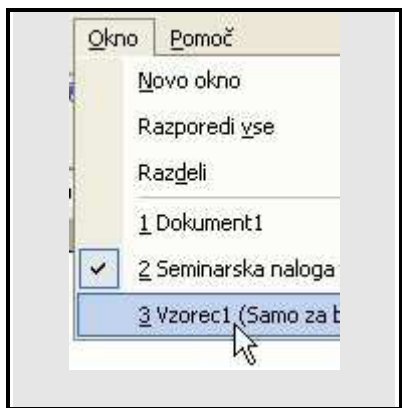 Okno Pomoč
Novo okno
Razporedi vse
Razdeli
1 Dokument1
2 Seminarska naloga
3 Vzorec1 (Samo za b